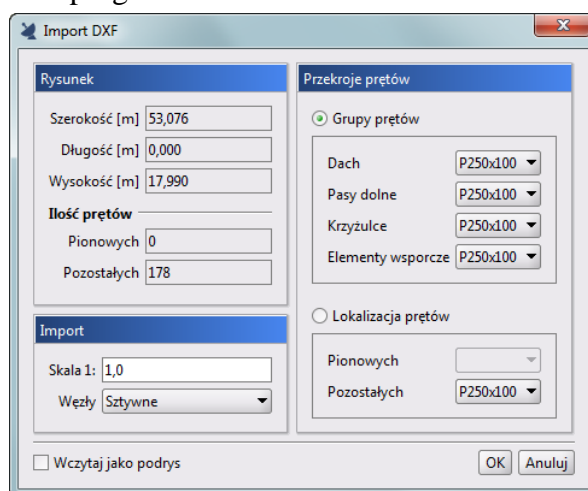 Import DXF
Rysunek
Szerokość [m] 53,076
Długość [m] 0,000
Wysokość [m] 17,990
Ilość prętów
Pionowych 0
Pozostałych 178
Import
Skala 1: 1,0
Węzły Sztywne
Przekroje prętów
Grupy prętów
Dach P250x100
Pasy dolne P250x100
Krzyżulce P250x100
Elementy wsporcze P250x100
Lokalizacja prętów
Pionowych
Pozostałych P250x100
Wczytaj jako podrys
OK Anuluj